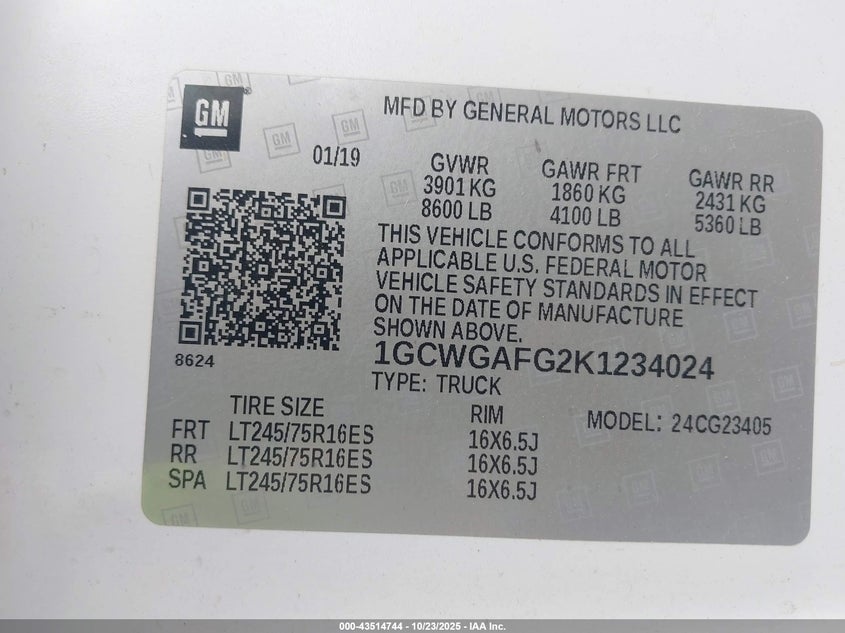 GM
MFD BY GENERAL MOTORS LLC
01/19
GVWR GAWR FRT GAWR RR
3901 KG 1860 KG 2431 KG
8600 LB 4100 LB 5360 LB
THIS VEHICLE CONFORMS TO ALL
APPLICABLE U.S. FEDERAL MOTOR
VEHICLE SAFETY STANDARDS IN EFFECT
ON THE DATE OF MANUFACTURE
SHOWN ABOVE.
8624
1GCWGAFG2K1234024
TYPE: TRUCK
TIRE SIZE RIM MODEL: 24CG23405
FRT LT245/75R16ES 16X6.5J
RR LT245/75R16ES 16X6.5J
SPA LT245/75R16ES 16X6.5J
000-43514744 - 10/23/2025 - IAA Inc.